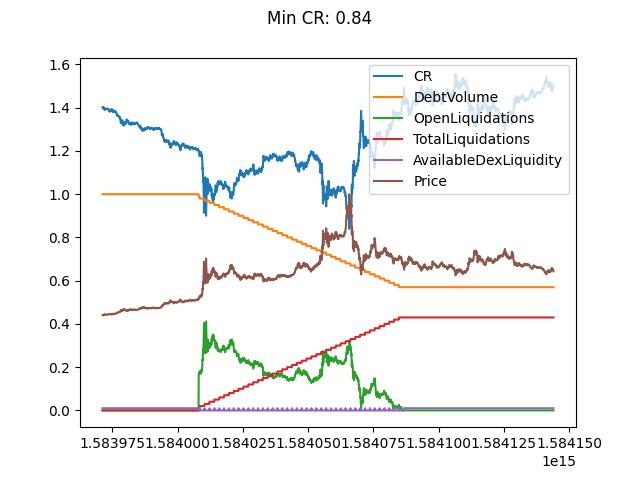 Min CR: 0.84
1.6
1.4
1.2
1.0
0.8
0.6
0.4
0.2
0.0
CR
DebtVolume
OpenLiquidations
TotalLiquidations
AvailableDexLiquidity
Price
1.583975 1.584000 1.584025 1.584050 1.584075 1.584100 1.584125 1.584150
1e15